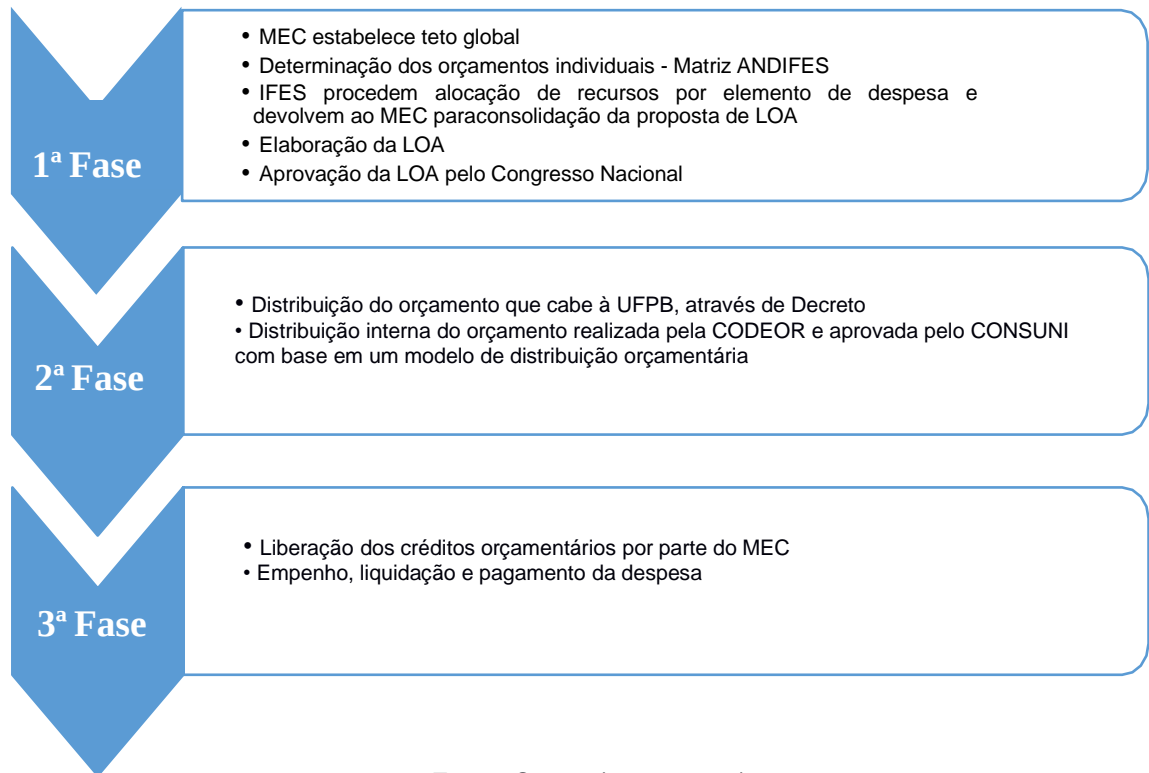 • MEC estabelece teto global
• Determinação dos orçamentos individuais - Matriz ANDIFES
• IFES procedem alocação de recursos por elemento de despesa e
devolvem ao MEC paraconsolidação da proposta de LOA
• Elaboração da LOA
• Aprovação da LOA pelo Congresso Nacional
1ª Fase
• Distribuição do orçamento que cabe à UFPB, através de Decreto
• Distribuição interna do orçamento realizada pela CODEOR e aprovada pelo CONSUNI
com base em um modelo de distribuição orçamentária
2ª Fase
• Liberação dos créditos orçamentários por parte do MEC
• Empenho, liquidação e pagamento da despesa
3ª Fase